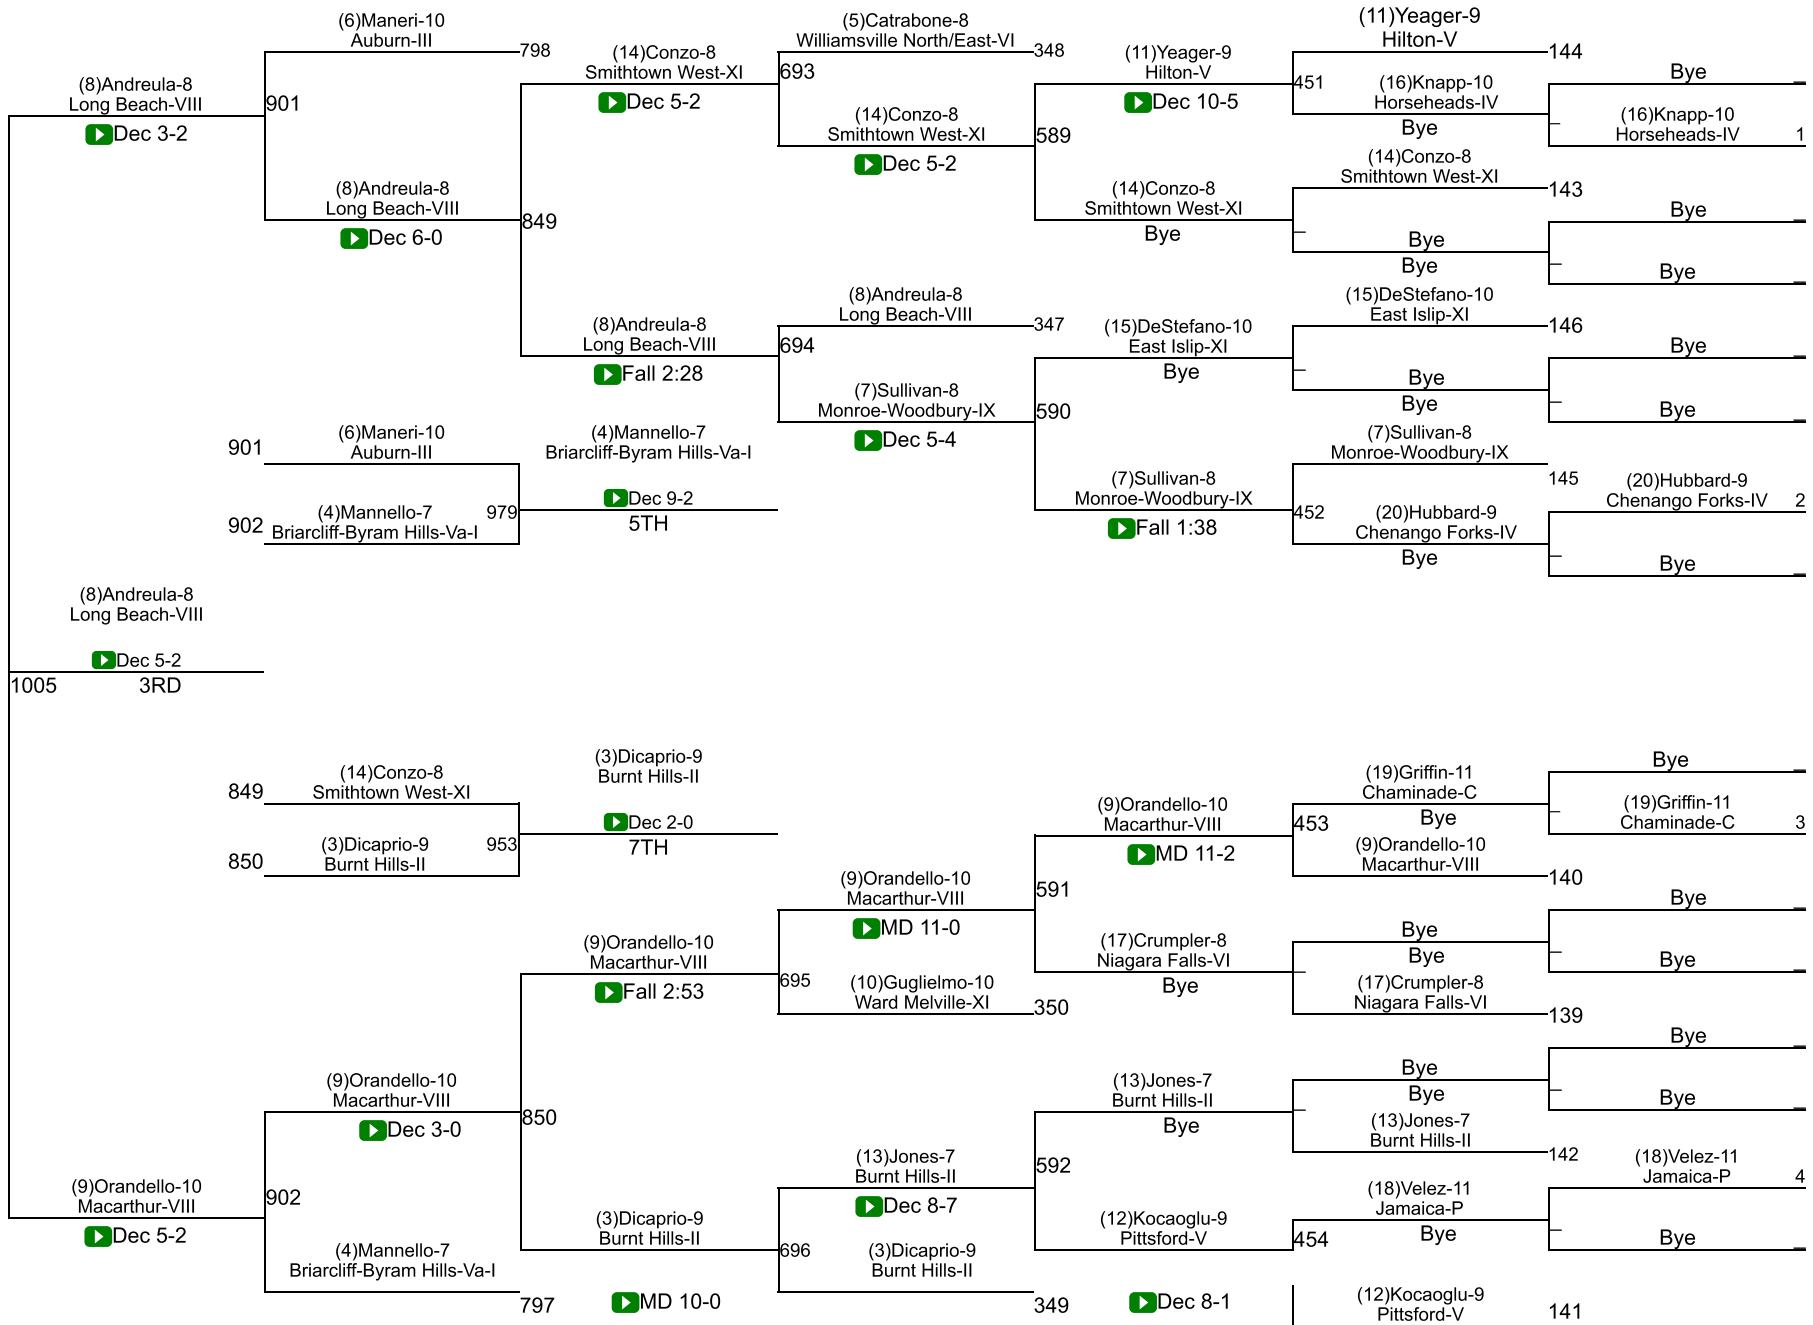 (6)Maneri-10
Auburn-III
798
(8)Andreula-8
Long Beach-VIII
Dec 3-2
901
(8)Andreula-8
Long Beach-VIII
Dec 6-0
(14)Conzo-8
Smithtown West-XI
Dec 5-2
849
(8)Andreula-8
Long Beach-VIII
Fall 2:28
(5)Catrabone-8
Williamsville North/East-VI
348
693
(14)Conzo-8
Smithtown West-XI
Dec 5-2
(8)Andreula-8
Long Beach-VIII
347
694
(7)Sullivan-8
Monroe-Woodbury-IX
Dec 5-4
(11)Yeager-9
Hilton-V
Dec 10-5
589
(14)Conzo-8
Smithtown West-XI
Bye
(15)DeStefano-10
East Islip-XI
Bye
590
(7)Sullivan-8
Monroe-Woodbury-IX
Fall 1:38
(11)Yeager-9
Hilton-V
144
451
(16)Knapp-10
Horseheads-IV
Bye
(14)Conzo-8
Smithtown West-XI
143
Bye
Bye
(15)DeStefano-10
East Islip-XI
146
Bye
Bye
(7)Sullivan-8
Monroe-Woodbury-IX
145
452
(20)Hubbard-9
Chenango Forks-IV
Bye
Bye
(16)Knapp-10
Horseheads-IV
1
Bye
Bye
Bye
Bye
(20)Hubbard-9
Chenango Forks-IV
2
Bye
901
(6)Maneri-10
Auburn-III
902
(4)Mannello-7
Briarcliff-Byram Hills-Va-I
979
(4)Mannello-7
Briarcliff-Byram Hills-Va-I
Dec 9-2
5TH
(8)Andreula-8
Long Beach-VIII
Dec 5-2
1005
3RD
849
(14)Conzo-8
Smithtown West-XI
850
(3)Dicaprio-9
Burnt Hills-II
953
(3)Dicaprio-9
Burnt Hills-II
Dec 2-0
7TH
(9)Orandello-10
Macarthur-VIII
Dec 5-2
902
(9)Orandello-10
Macarthur-VIII
Dec 3-0
(4)Mannello-7
Briarcliff-Byram Hills-Va-I
797
(9)Orandello-10
Macarthur-VIII
Fall 2:53
850
(3)Dicaprio-9
Burnt Hills-II
MD 10-0
(9)Orandello-10
Macarthur-VIII
MD 11-0
695
(10)Guglielmo-10
Ward Melville-XI
350
(13)Jones-7
Burnt Hills-II
Dec 8-7
696
(3)Dicaprio-9
Burnt Hills-II
349
(9)Orandello-10
Macarthur-VIII
MD 11-2
591
(17)Crumpler-8
Niagara Falls-VI
Bye
(13)Jones-7
Burnt Hills-II
Bye
592
(12)Kocaoglu-9
Pittsford-V
Dec 8-1
(19)Griffin-11
Chaminade-C
Bye
453
(9)Orandello-10
Macarthur-VIII
140
Bye
Bye
(17)Crumpler-8
Niagara Falls-VI
139
Bye
Bye
(13)Jones-7
Burnt Hills-II
142
(18)Velez-11
Jamaica-P
Bye
454
(12)Kocaoglu-9
Pittsford-V
141
Bye
(19)Griffin-11
Chaminade-C
3
Bye
Bye
Bye
Bye
(18)Velez-11
Jamaica-P
4
Bye